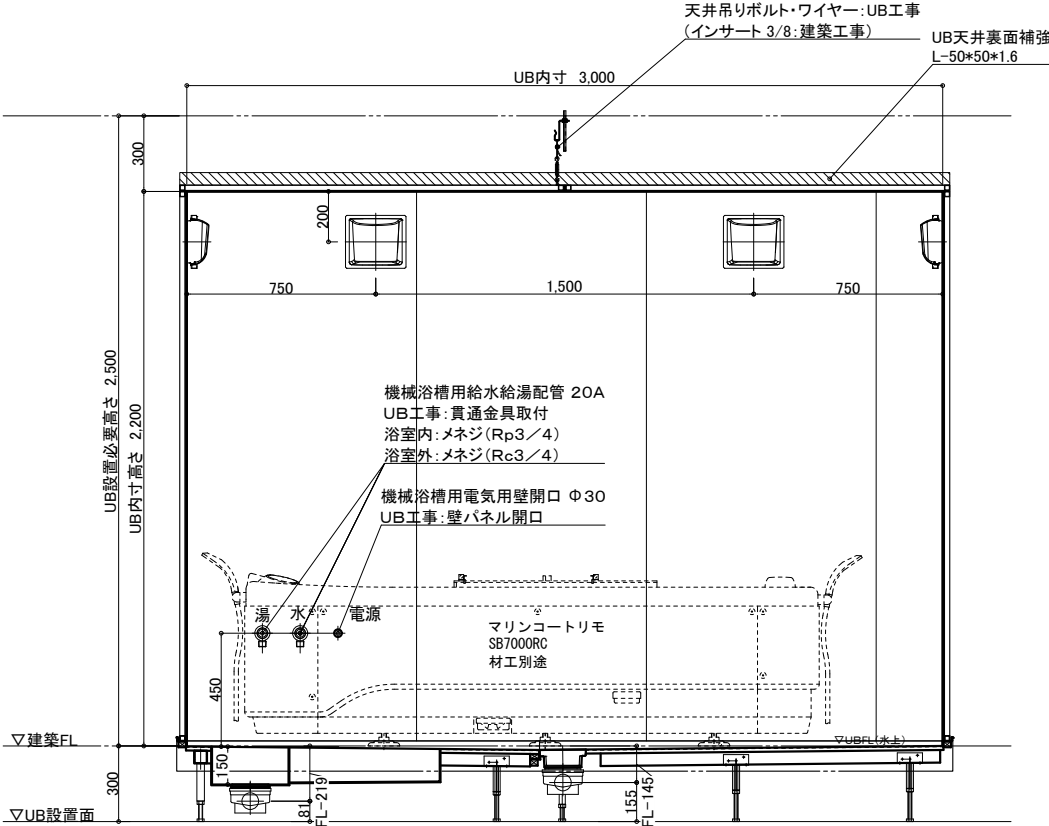 天井吊りボルト・ワイヤー:UB工事
(インサート 3/8:建築工事)
UB天井裏面補強
L-50*50*1.6
UB内寸 3,000
300
200
750
1,500
750
UB設置必要高さ 2,500
UB内寸高さ 2,200
機械浴槽用給水給湯配管 20A
UB工事:貫通金具取付
浴室内:メネジ(Rp3/4)
浴室外:メネジ(Rc3/4)
機械浴槽用電気用壁開口 Φ30
UB工事:壁パネル開口
湯
水
電源
マリンコートリモ
SB7000RC
材工別途
450
▽建築FL
▽UBFL(水上)
150
300
81
FL-219
155
FL-145
▽UB設置面